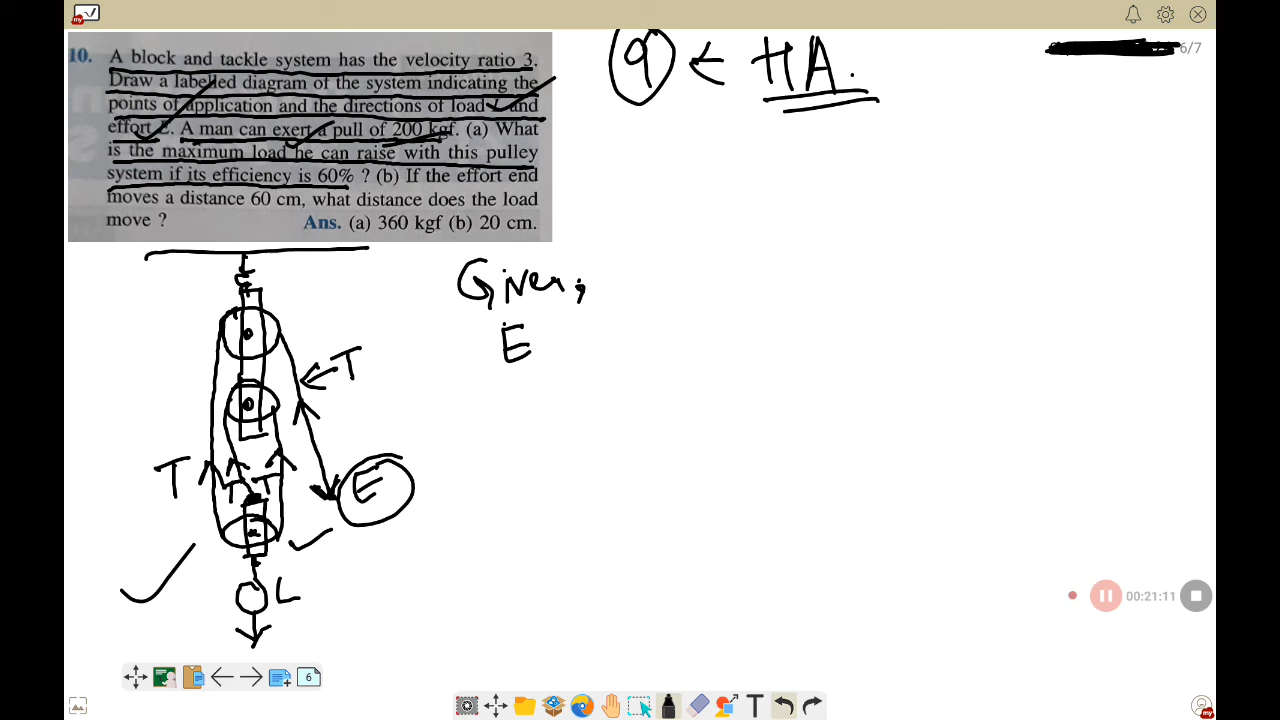 10. A block and tackle system has the velocity ratio 3.
Draw a labelled diagram of the system indicating the
points of application and the directions of load L and
effort E. A man can exert a pull of 200 kgf. (a) What
is the maximum load he can raise with this pulley
system if its efficiency is 60% ? (b) If the effort end
moves a distance 60 cm, what distance does the load
move ? Ans. (a) 360 kgf (b) 20 cm.
9 ← HA.
6/7
Given,
E
T
T
T
T
E
L
00:21:11
6
T